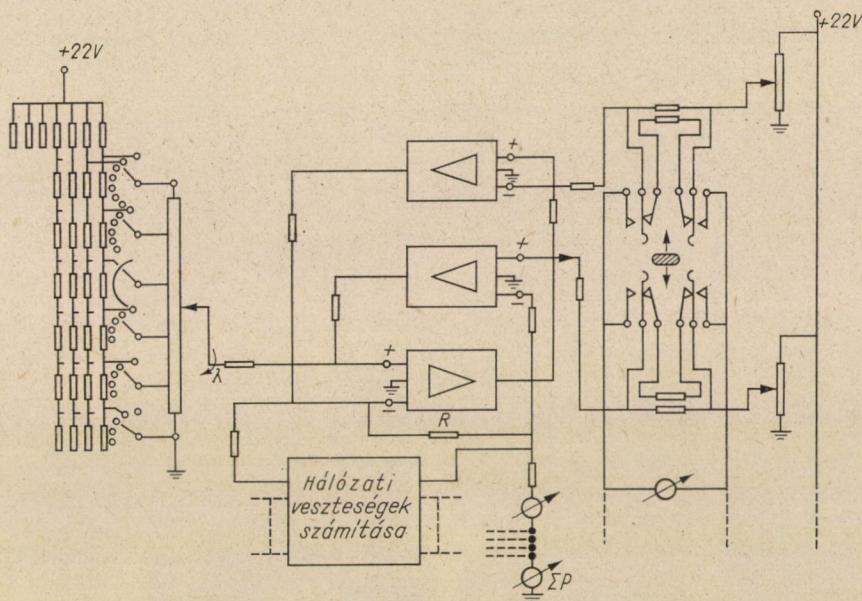 +22V
+22V
+
−
+
−
+
−
λ
R
Hálózati
veszteségek
számítása
ΣP